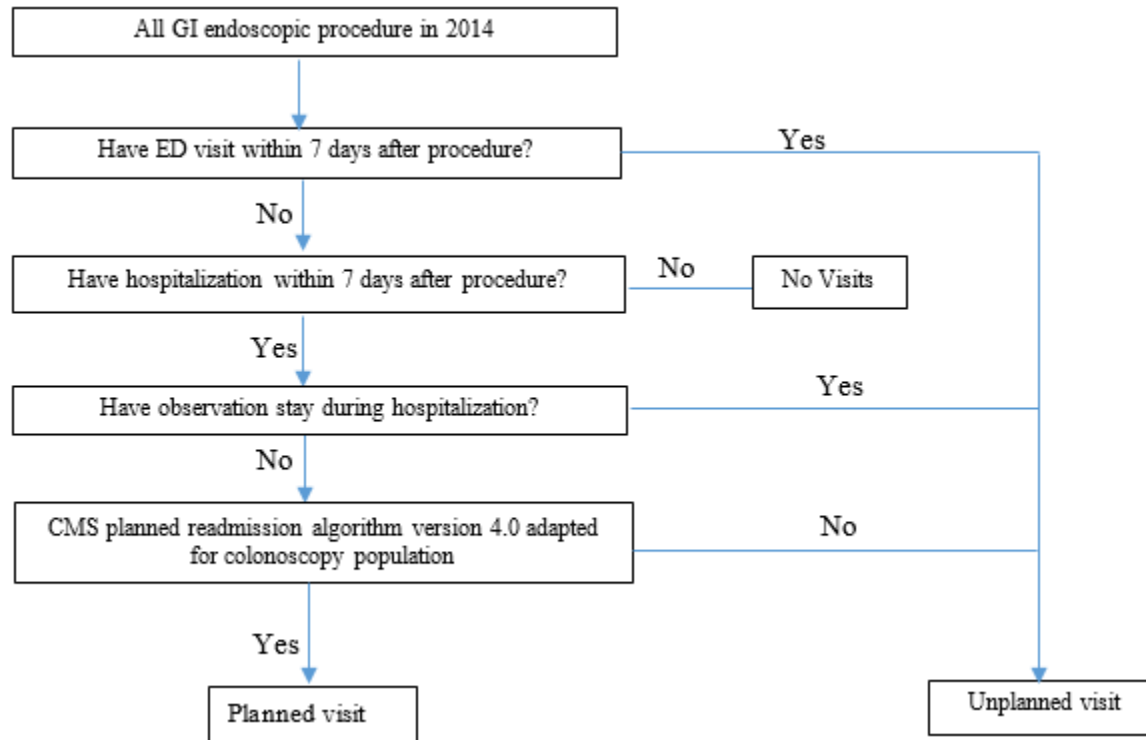 All GI endoscopic procedure in 2014
Have ED visit within 7 days after procedure?
Yes
No
Have hospitalization within 7 days after procedure?
No
No Visits
Yes
Have observation stay during hospitalization?
Yes
No
CMS planned readmission algorithm version 4.0 adapted
for colonoscopy population
No
Yes
Planned visit
Unplanned visit